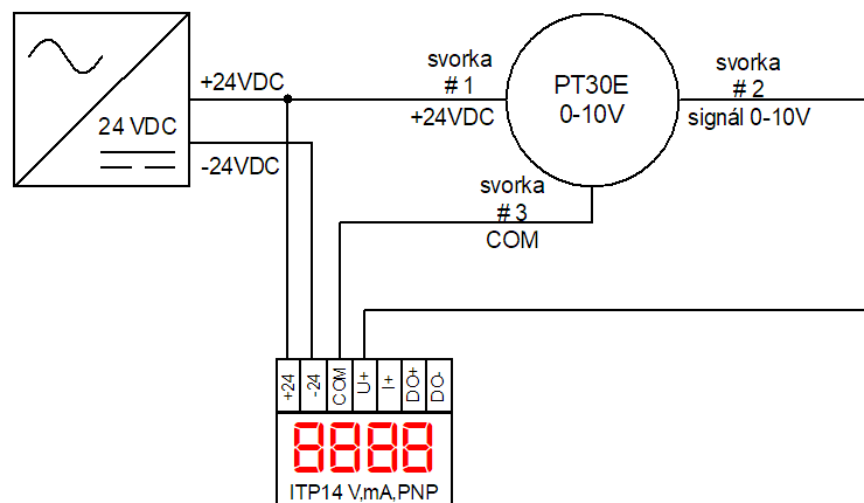 24 VDC
+24VDC
-24VDC
svorka
# 1
+24VDC
PT30E
0-10V
svorka
# 2
signál 0-10V
svorka
# 3
COM
+24
-24
COM
U+
I+
DO+
DO-
8888
ITP14 V,mA,PNP